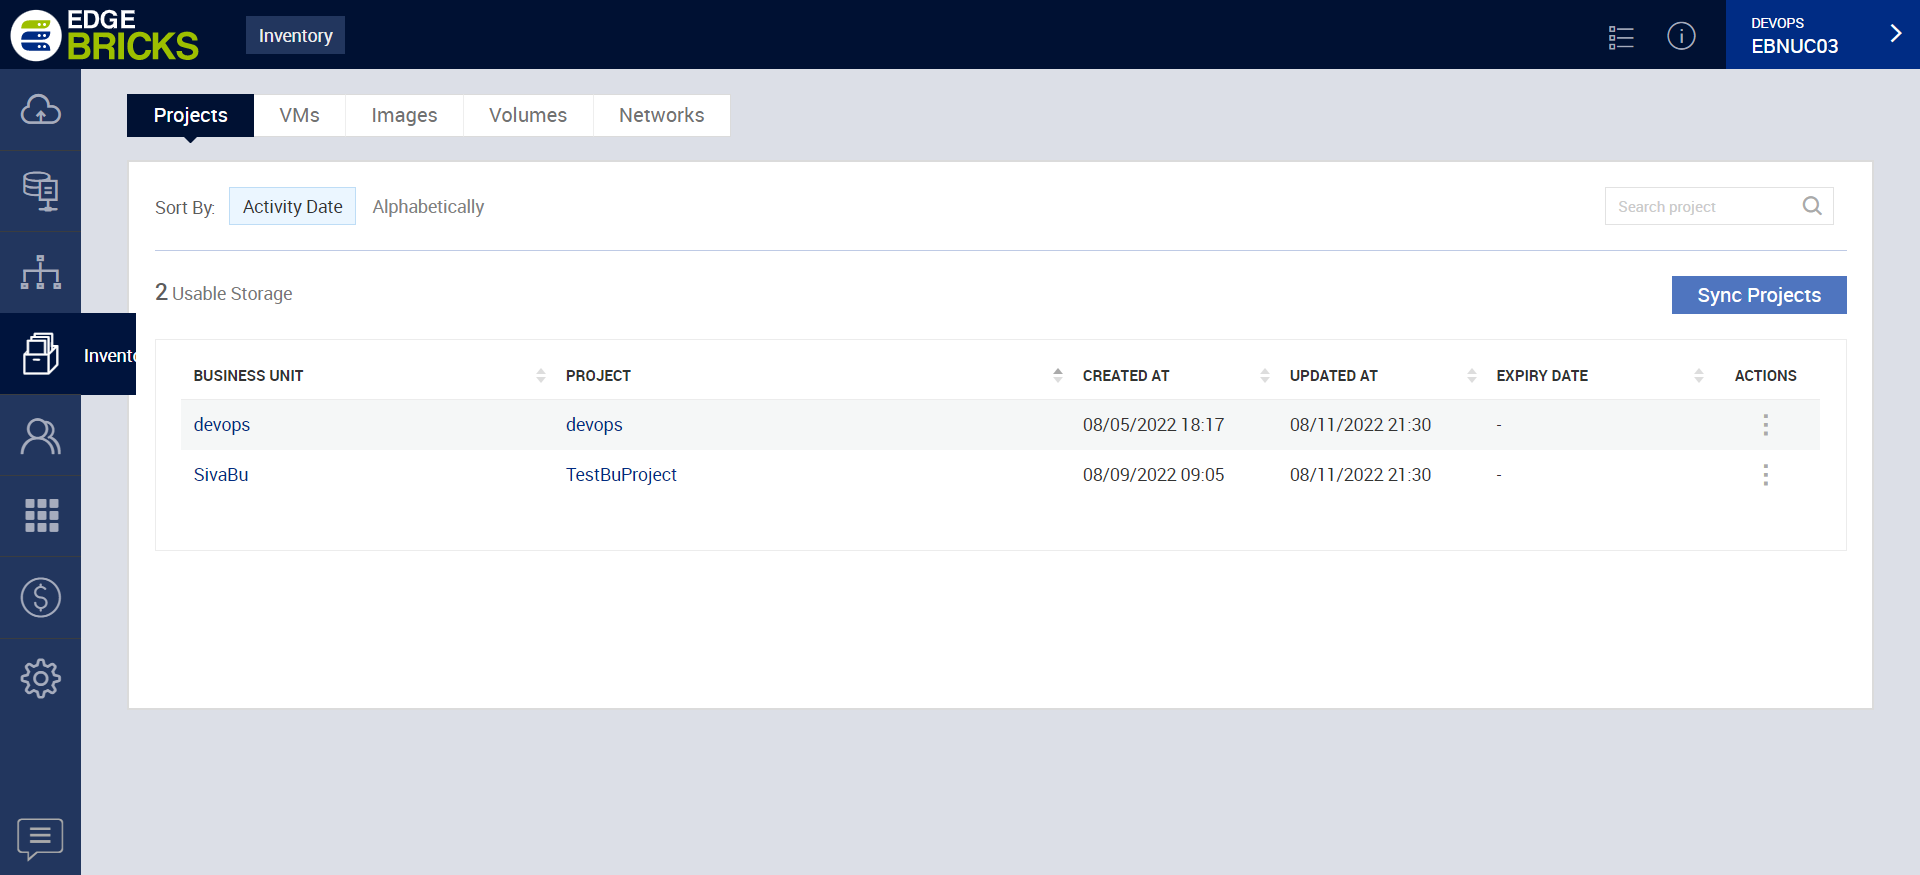 EDGE
BRICKS
Inventory
DEVOPS
EBNUC03
Projects VMs Images Volumes Networks
Sort By: Activity Date Alphabetically
Search project
2 Usable Storage
Sync Projects
Invento
BUSINESS UNIT PROJECT CREATED AT UPDATED AT EXPIRY DATE ACTIONS
devops devops 08/05/2022 18:17 08/11/2022 21:30 -
SivaBu TestBuProject 08/09/2022 09:05 08/11/2022 21:30 -